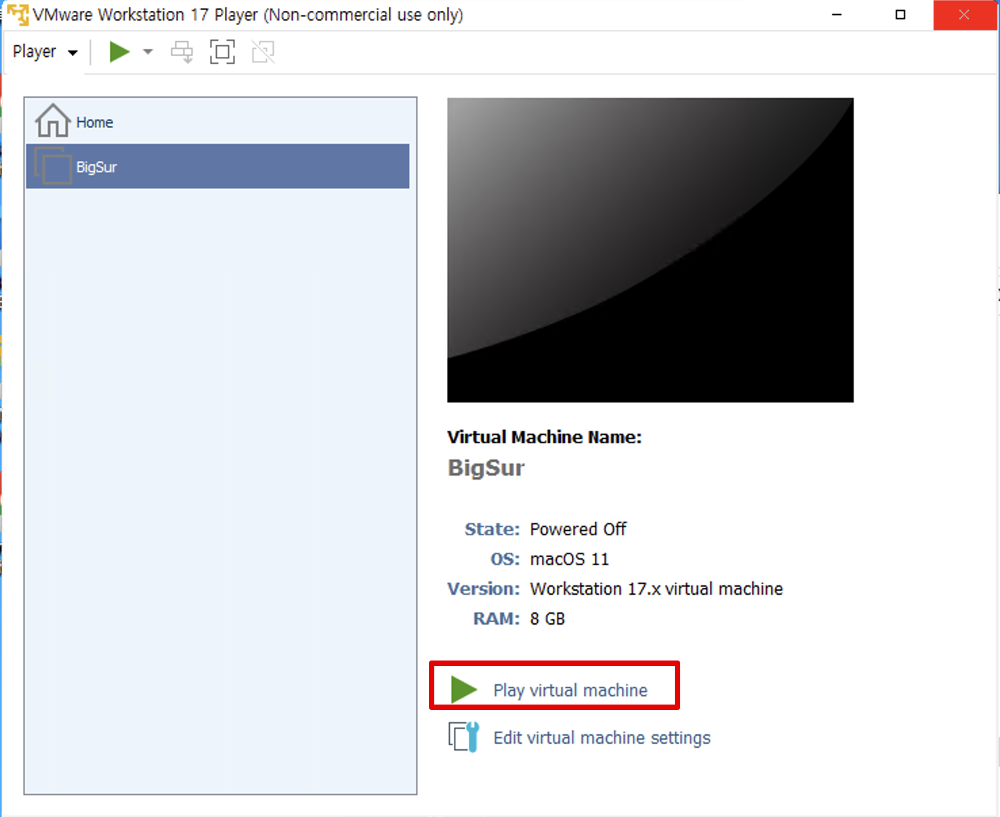 VMware Workstation 17 Player (Non-commercial use only)
Player
Home
BigSur
Virtual Machine Name:
BigSur
State: Powered Off
OS: macOS 11
Version: Workstation 17.x virtual machine
RAM: 8 GB
Play virtual machine
Edit virtual machine settings